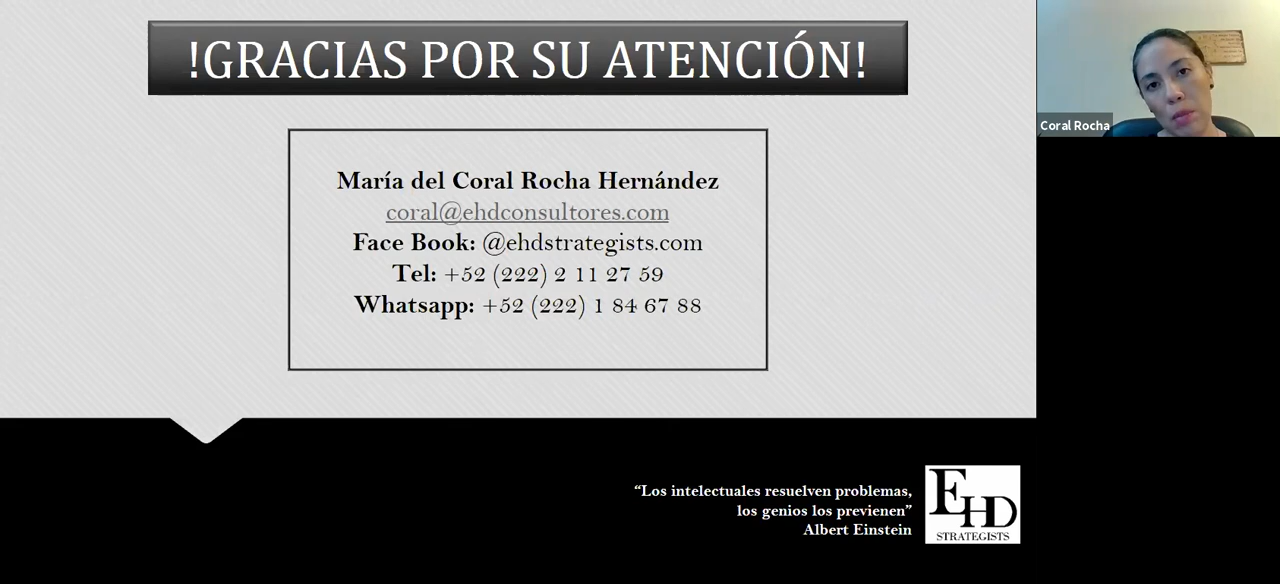 !GRACIAS POR SU ATENCIÓN!
Coral Rocha
María del Coral Rocha Hernández
coral@ehdconsultores.com
Face Book: @ehdstrategists.com
Tel: +52 (222) 2 11 27 59
Whatsapp: +52 (222) 1 84 67 88
“Los intelectuales resuelven problemas,
los genios los previenen”
Albert Einstein
EHD
STRATEGISTS